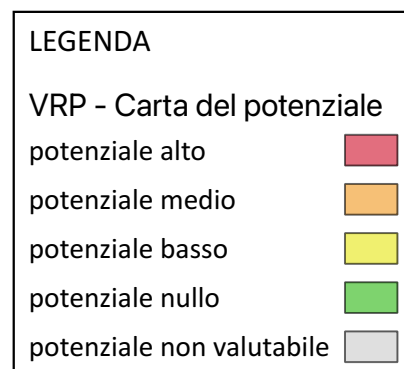 LEGENDA
VRP - Carta del potenziale
potenziale alto
potenziale medio
potenziale basso
potenziale nullo
potenziale non valutabile